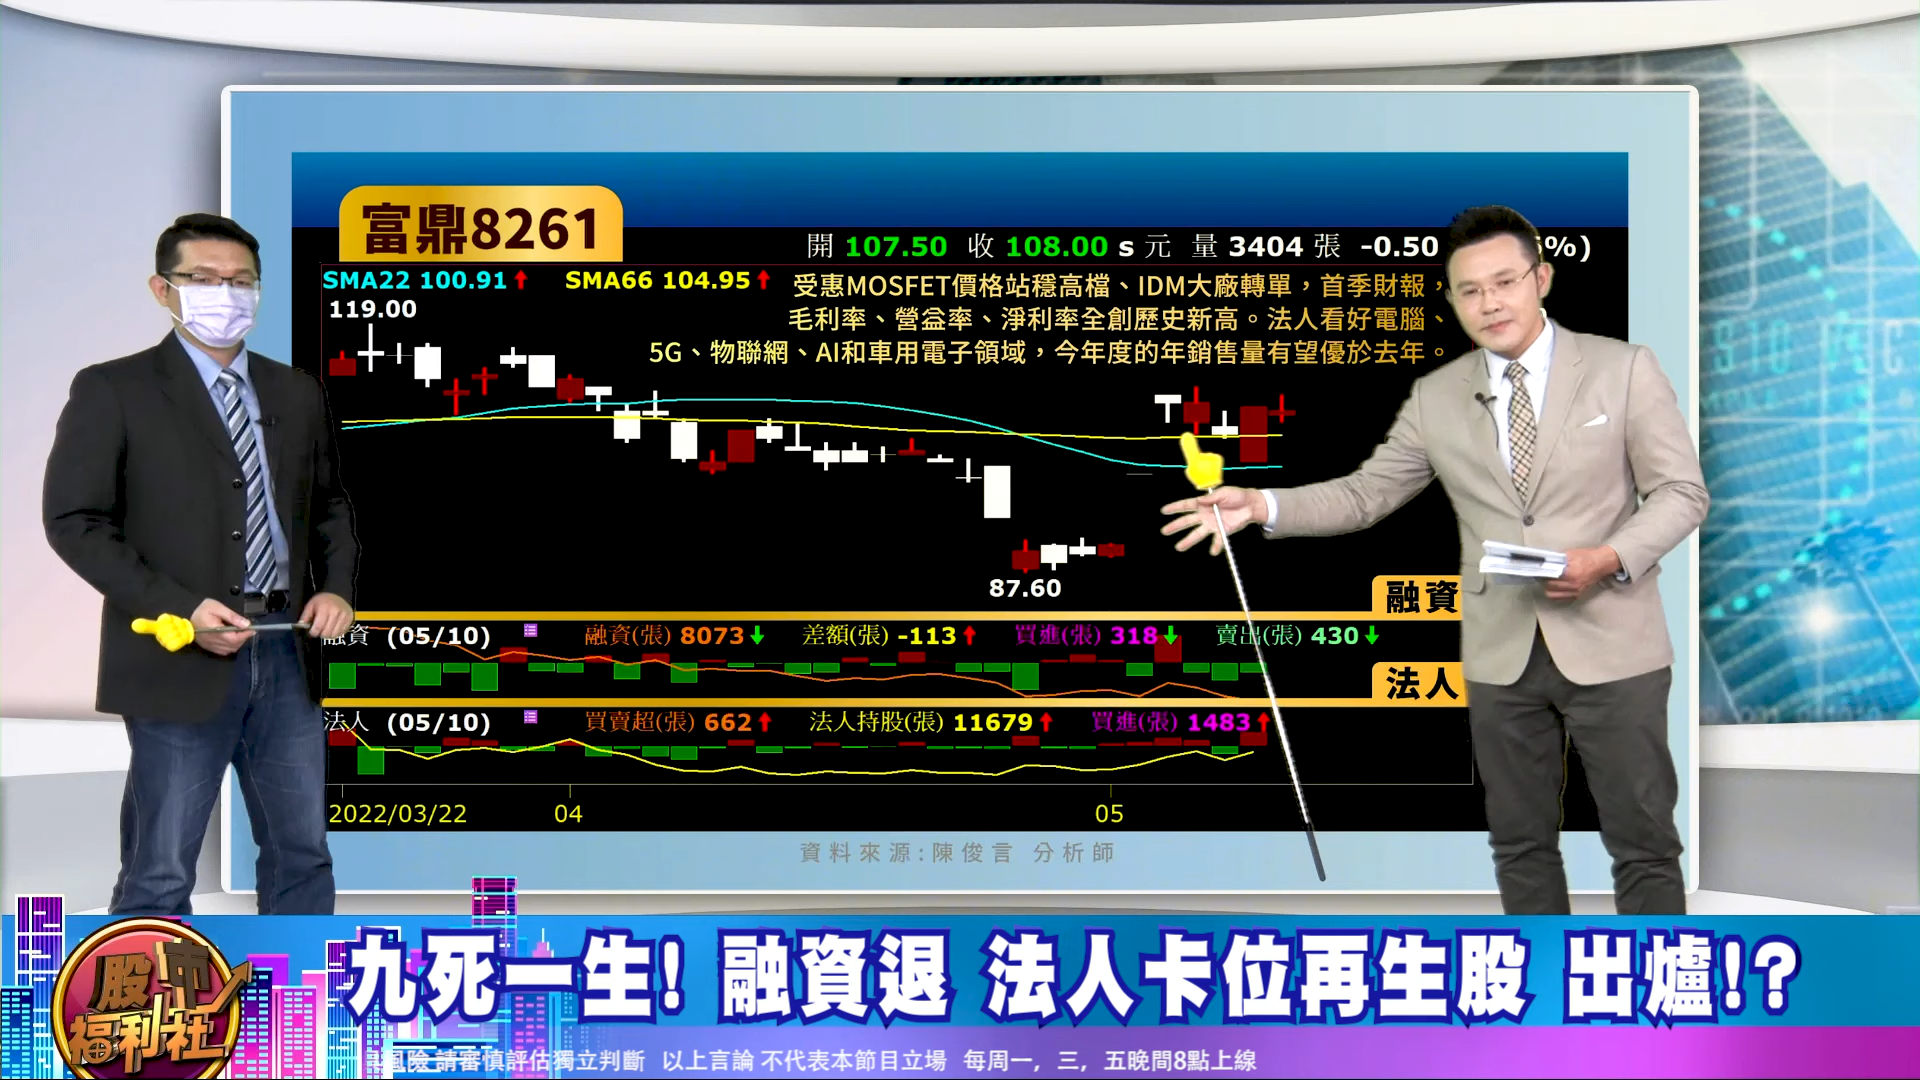 富鼎8261
開 107.50 收 108.00 s 元 量 3404 張 -0.50 %)
SMA22 100.91 SMA66 104.95
119.00
受惠MOSFET價格站穩高檔、IDM大廠轉單，首季財報，
毛利率、營益率、淨利率全創歷史新高。法人看好電腦、
5G、物聯網、AI和車用電子領域，今年度的年銷售量有望優於去年。
87.60
融資
融資 (05/10) 融資(張) 8073 差額(張) -113 買進(張) 318 賣出(張) 430
法人
法人 (05/10) 買賣超(張) 662 法人持股(張) 11679 買進(張) 1483
2022/03/22 04 05
資料來源:陳俊言 分析師
九死一生! 融資退 法人卡位再生股 出爐!?
股市
福利社
風險 請審慎評估獨立判斷 以上言論 不代表本節目立場 每周一，三，五晚間8點上線